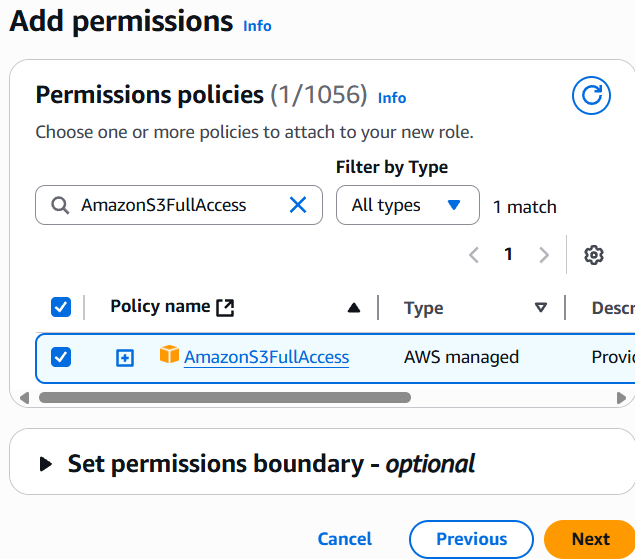 Add permissions Info
Permissions policies (1/1056) Info
Choose one or more policies to attach to your new role.
Filter by Type
AmazonS3FullAccess All types 1 match
1
Policy name Type Descr
AmazonS3FullAccess AWS managed Provid
Set permissions boundary - optional
Cancel Previous Next